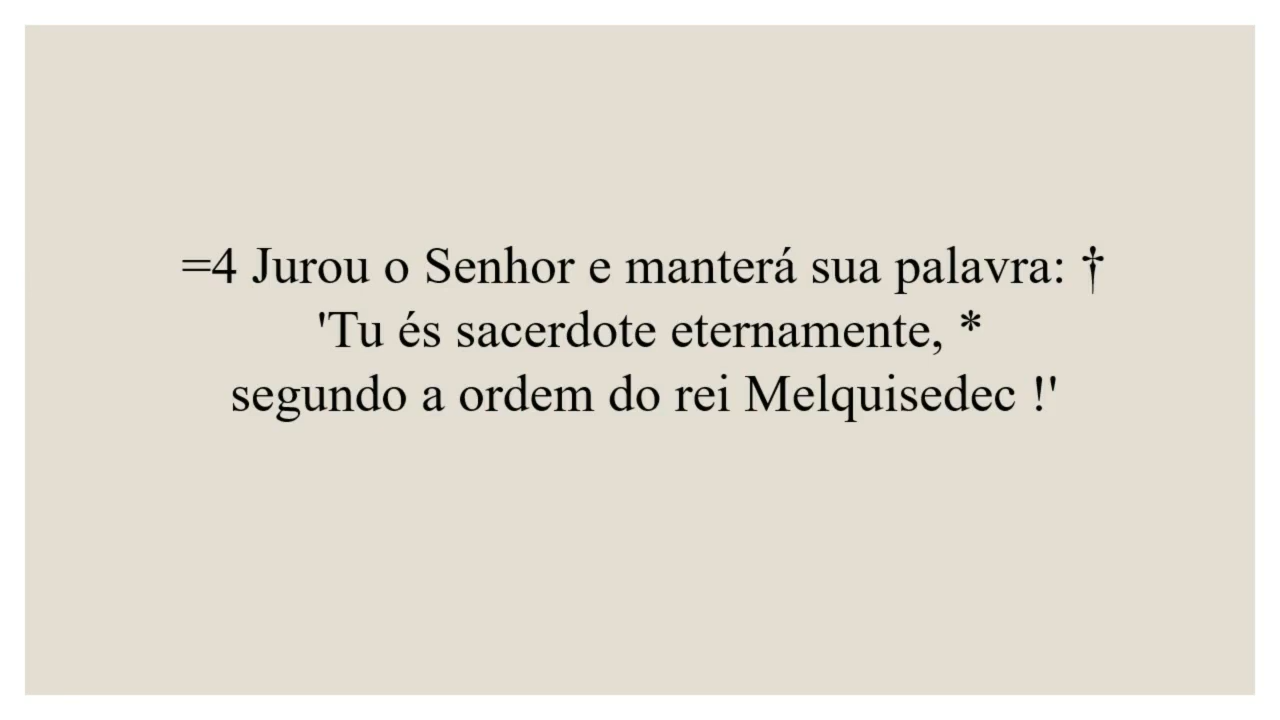 =4 Jurou o Senhor e manterá sua palavra: †
'Tu és sacerdote eternamente, *
segundo a ordem do rei Melquisedec !'